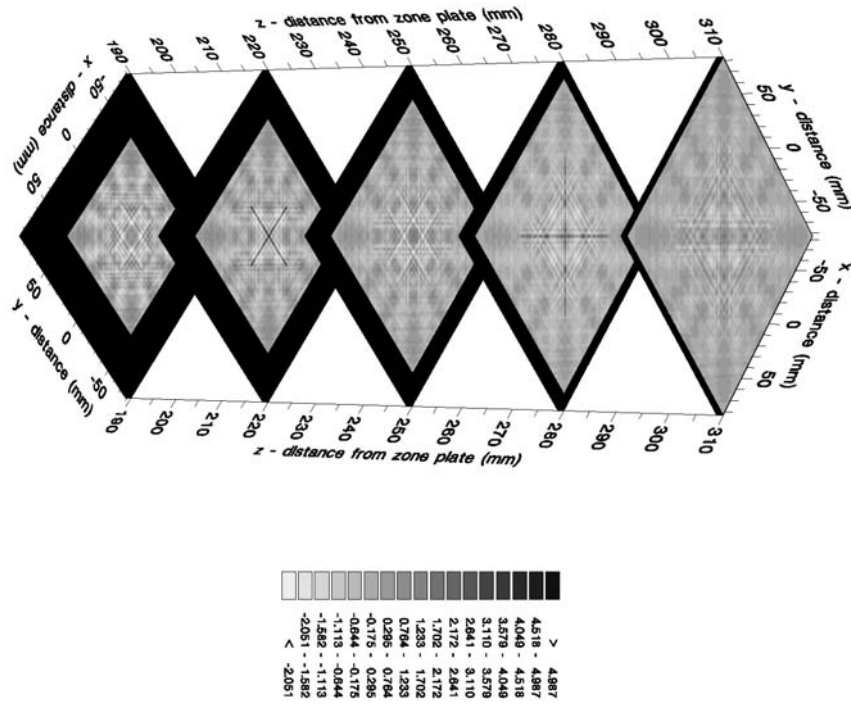 z - distance from zone plate (mm)
190 200 210 220 230 240 250 260 270 280 290 300 310
x - distance (mm)
-50 0 50
y - distance (mm)
50 0 -50
y - distance (mm)
50 0 -50
x - distance (mm)
-50 0 50
190 200 210 220 230 240 250 260 270 280 290 300 310
z - distance from zone plate (mm)
> 4.987
4.518 - 4.987
4.049 - 4.518
3.579 - 4.049
3.110 - 3.579
2.641 - 3.110
2.172 - 2.641
1.702 - 2.172
1.233 - 1.702
0.764 - 1.233
0.295 - 0.764
-0.175 - 0.295
-0.644 - -0.175
-1.113 - -0.644
-1.582 - -1.113
-2.051 - -1.582
< -2.051